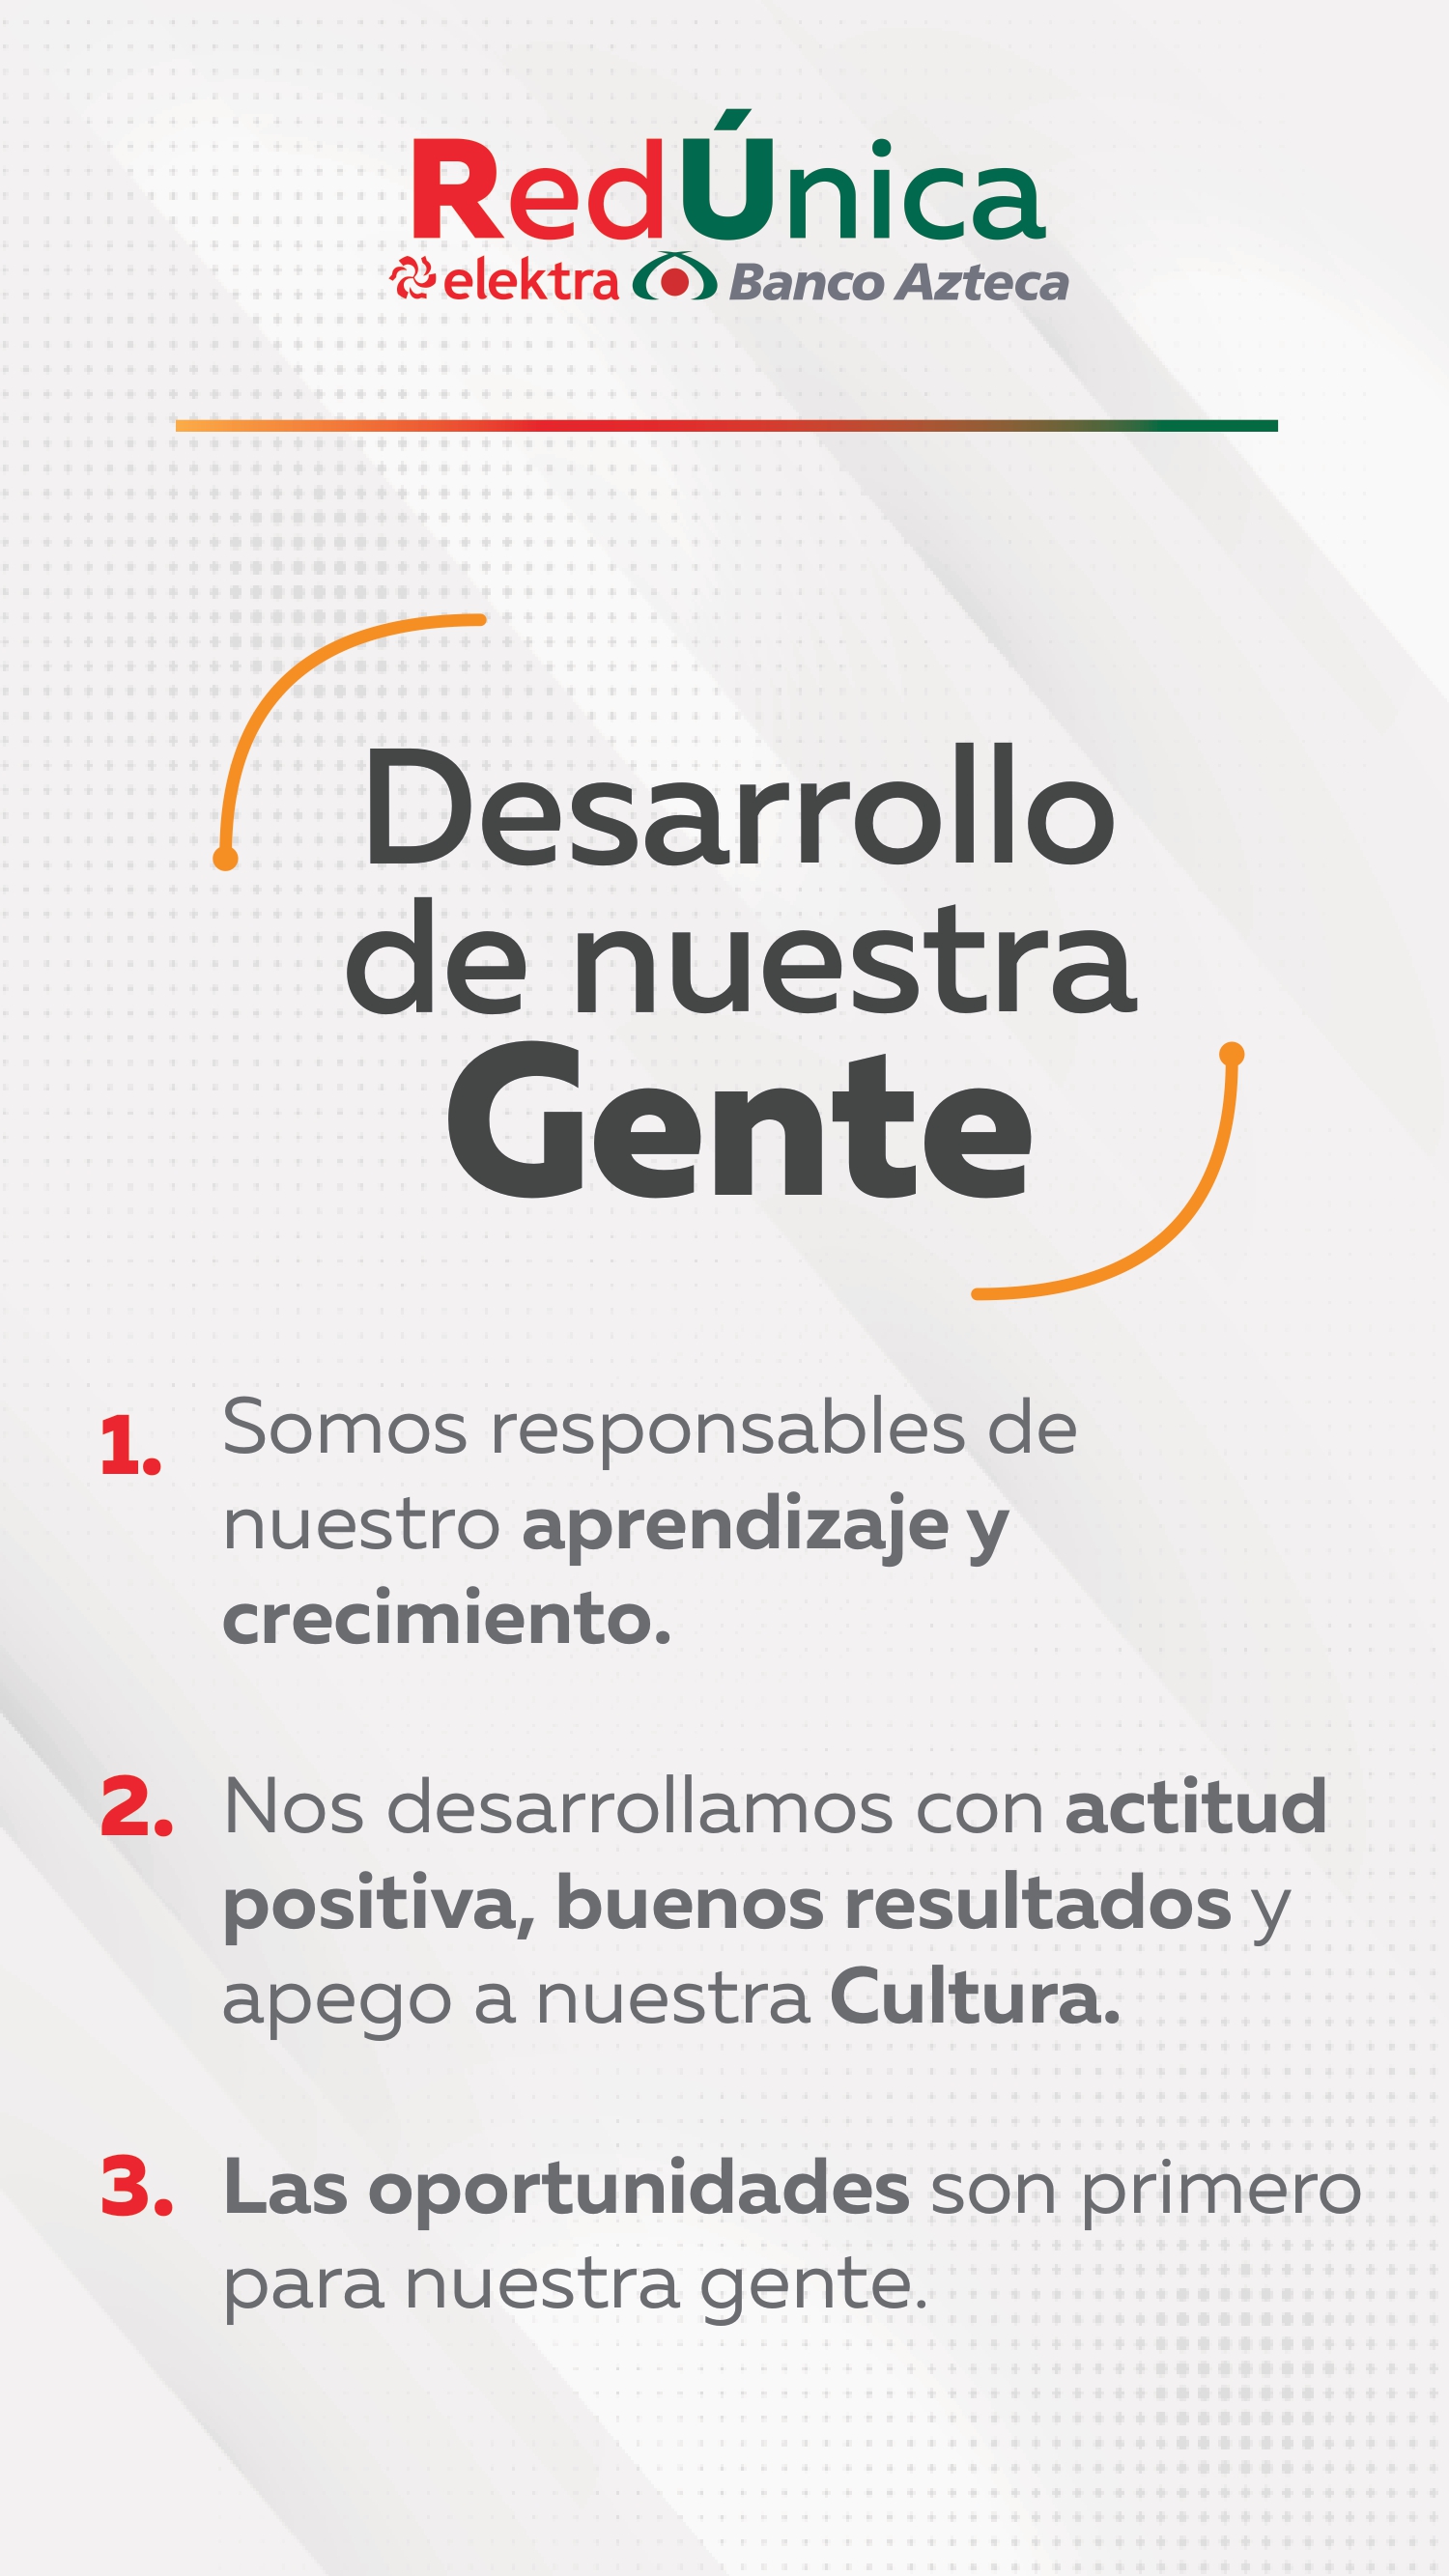 RedÚnica
elektra Banco Azteca
Desarrollo
de nuestra
Gente
1. Somos responsables de
nuestro aprendizaje y
crecimiento.
2. Nos desarrollamos con actitud
positiva, buenos resultados y
apego a nuestra Cultura.
3. Las oportunidades son primero
para nuestra gente.